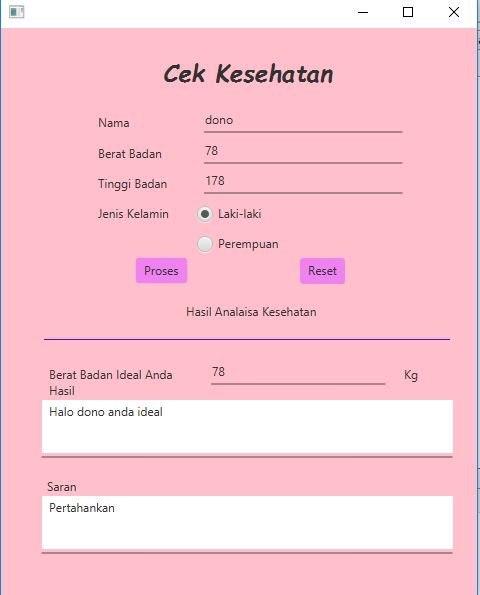 Cek Kesehatan
Nama dono
Berat Badan 78
Tinggi Badan 178
Jenis Kelamin Laki-laki
Perempuan
Proses Reset
Hasil Analaisa Kesehatan
Berat Badan Ideal Anda 78 Kg
Hasil
Halo dono anda ideal
Saran
Pertahankan